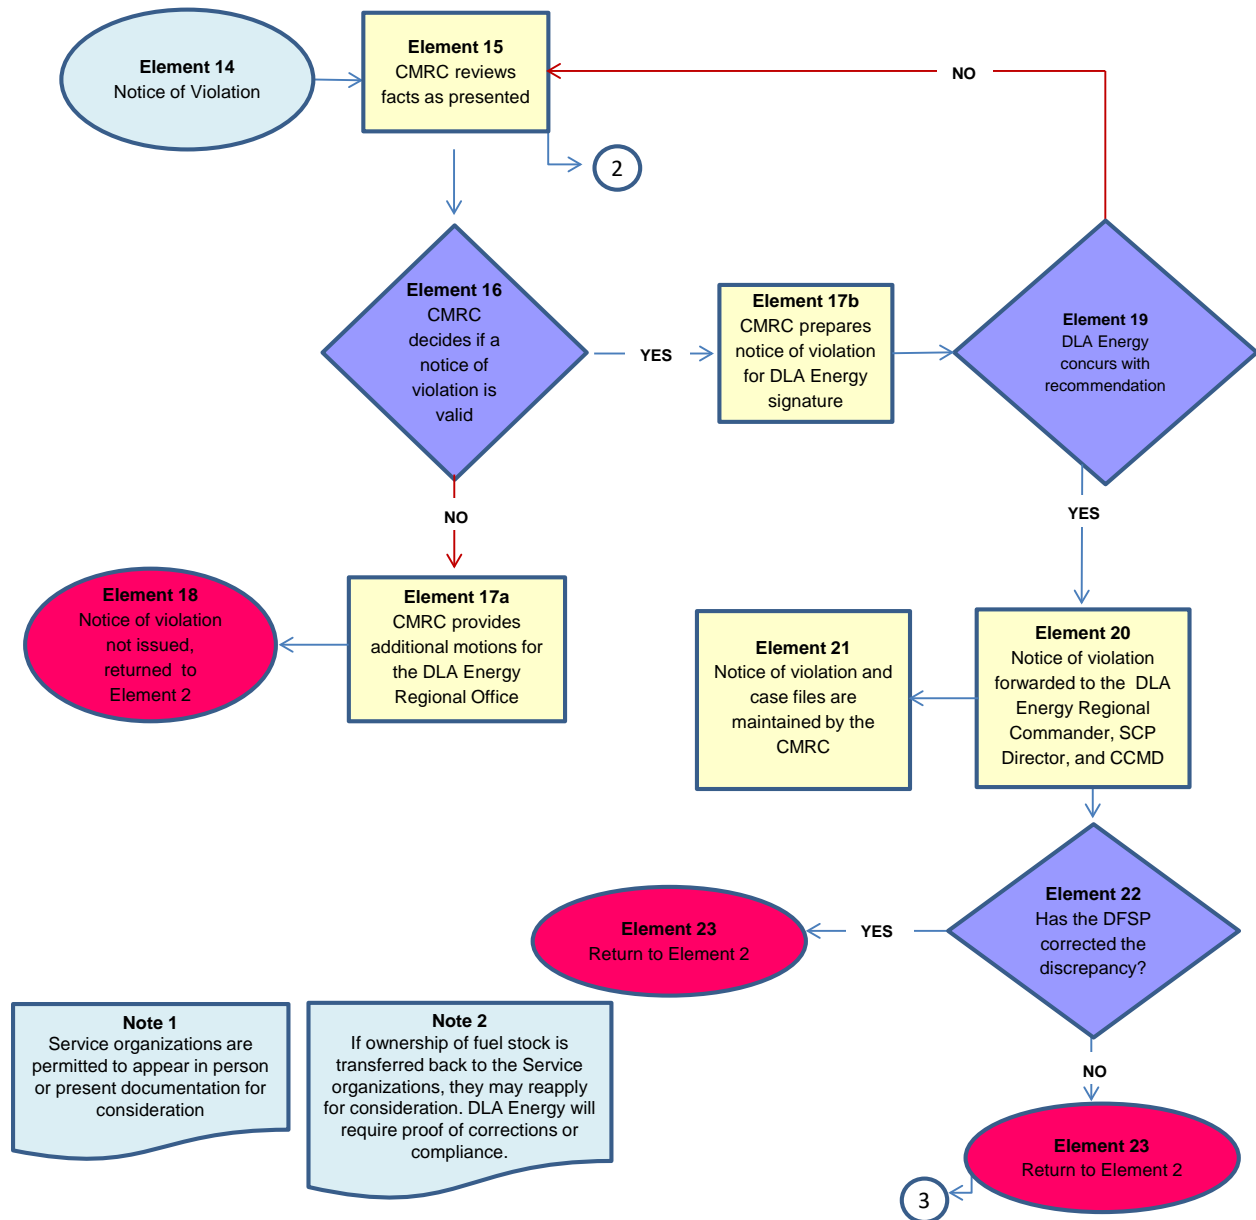 Element 14
Notice of Violation
Element 15
CMRC reviews
facts as presented
NO
2
Element 16
CMRC
decides if a
notice of
violation is
valid
YES
Element 17b
CMRC prepares
notice of violation
for DLA Energy
signature
Element 19
DLA Energy
concurs with
recommendation
NO
YES
Element 18
Notice of violation
not issued,
returned to
Element 2
Element 17a
CMRC provides
additional motions for
the DLA Energy
Regional Office
Element 21
Notice of violation and
case files are
maintained by the
CMRC
Element 20
Notice of violation
forwarded to the DLA
Energy Regional
Commander, SCP
Director, and CCMD
Element 23
Return to Element 2
YES
Element 22
Has the DFSP
corrected the
discrepancy?
Note 1
Service organizations are
permitted to appear in person
or present documentation for
consideration
Note 2
If ownership of fuel stock is
transferred back to the Service
organizations, they may reapply
for consideration. DLA Energy will
require proof of corrections or
compliance.
NO
Element 23
Return to Element 2
3